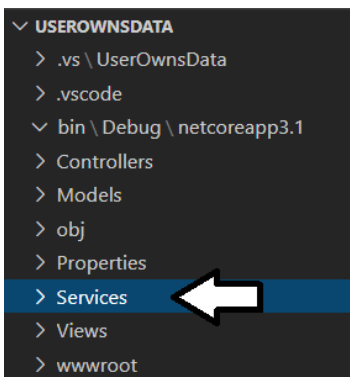 USEROWNSDATA
.vs \ UserOwnsData
.vscode
bin \ Debug \ netcoreapp3.1
Controllers
Models
obj
Properties
Services
Views
wwwroot